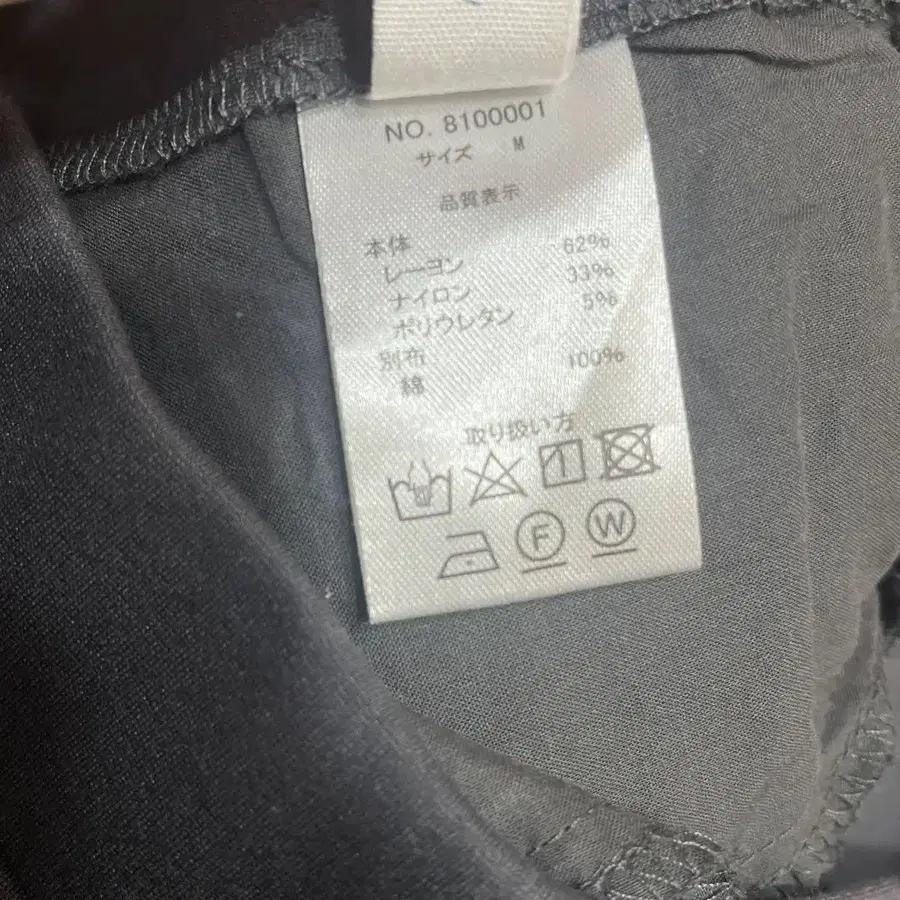 NO. 8100001
サイズ M
品質表示
本体
レーヨン 62%
ナイロン 33%
ポリウレタン 5%
別布
綿 100%
取り扱い方
F W